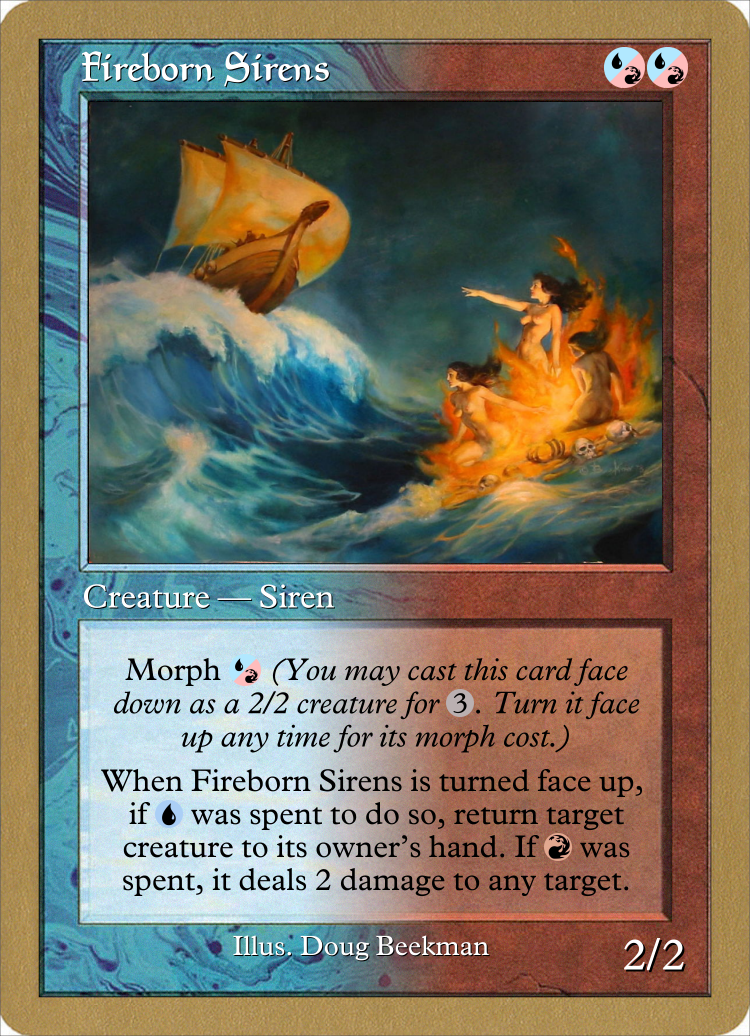 Fireborn Sirens
Creature — Siren
Morph (You may cast this card face
down as a 2/2 creature for 3. Turn it face
up any time for its morph cost.)
When Fireborn Sirens is turned face up,
if was spent to do so, return target
creature to its owner's hand. If was
spent, it deals 2 damage to any target.
Illus. Doug Beekman
2/2